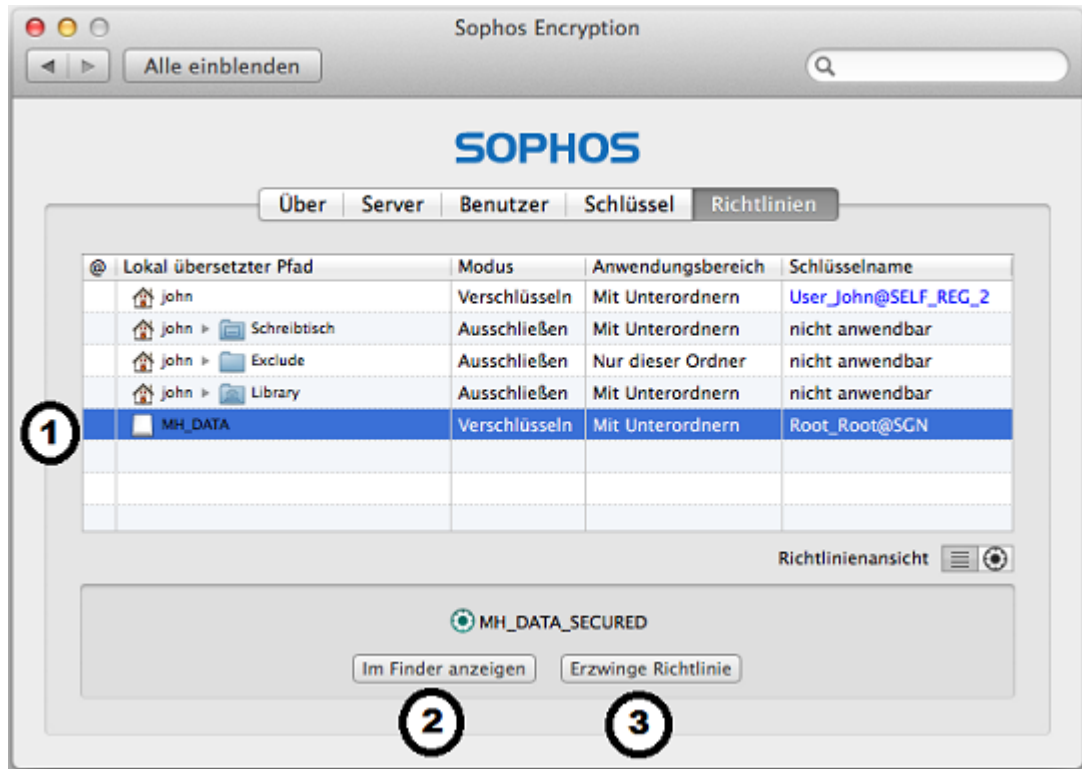 Sophos Encryption
Alle einblenden
SOPHOS
Über Server Benutzer Schlüssel Richtlinien
@ Lokal übersetzter Pfad Modus Anwendungsbereich Schlüsselname
john Verschlüsseln Mit Unterordnern User_John@SELF_REG_2
john ▸ Schreibtisch Ausschließen Mit Unterordnern nicht anwendbar
john ▸ Exclude Ausschließen Nur dieser Ordner nicht anwendbar
john ▸ Library Ausschließen Mit Unterordnern nicht anwendbar
1 MH_DATA Verschlüsseln Mit Unterordnern Root_Root@SGN
Richtlinienansicht
MH_DATA_SECURED
Im Finder anzeigen Erzwinge Richtlinie
2 3